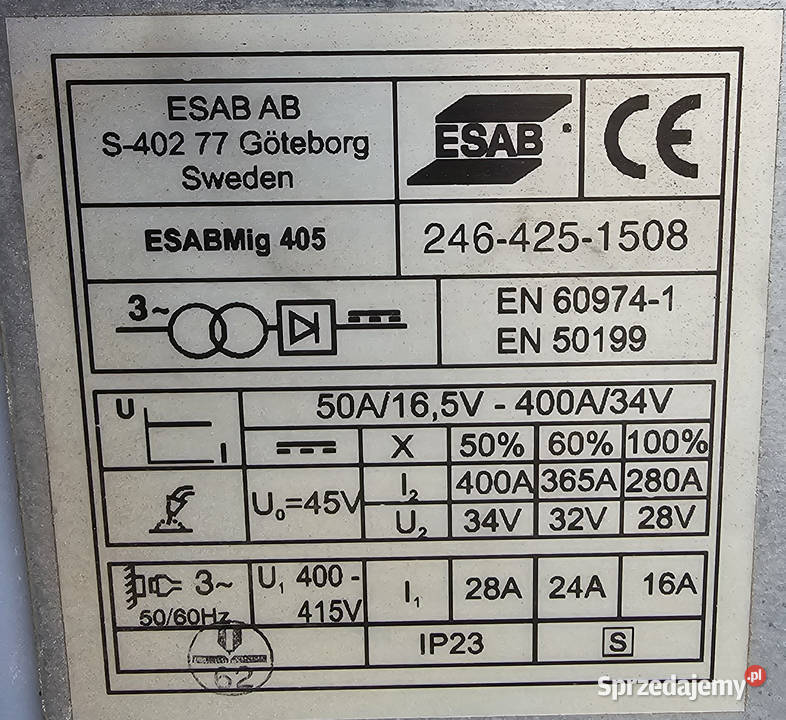 ESAB AB
S-402 77 Göteborg
Sweden
ESAB
CE
ESABMig 405
246-425-1508
3~
EN 60974-1
EN 50199
U
I
50A/16,5V - 400A/34V
X 50% 60% 100%
U₀=45V
I₂ 400A 365A 280A
U₂ 34V 32V 28V
3~
50/60Hz
U₁ 400 -
415V
I₁ 28A 24A 16A
62
IP23
S
Sprzedajemy.pl